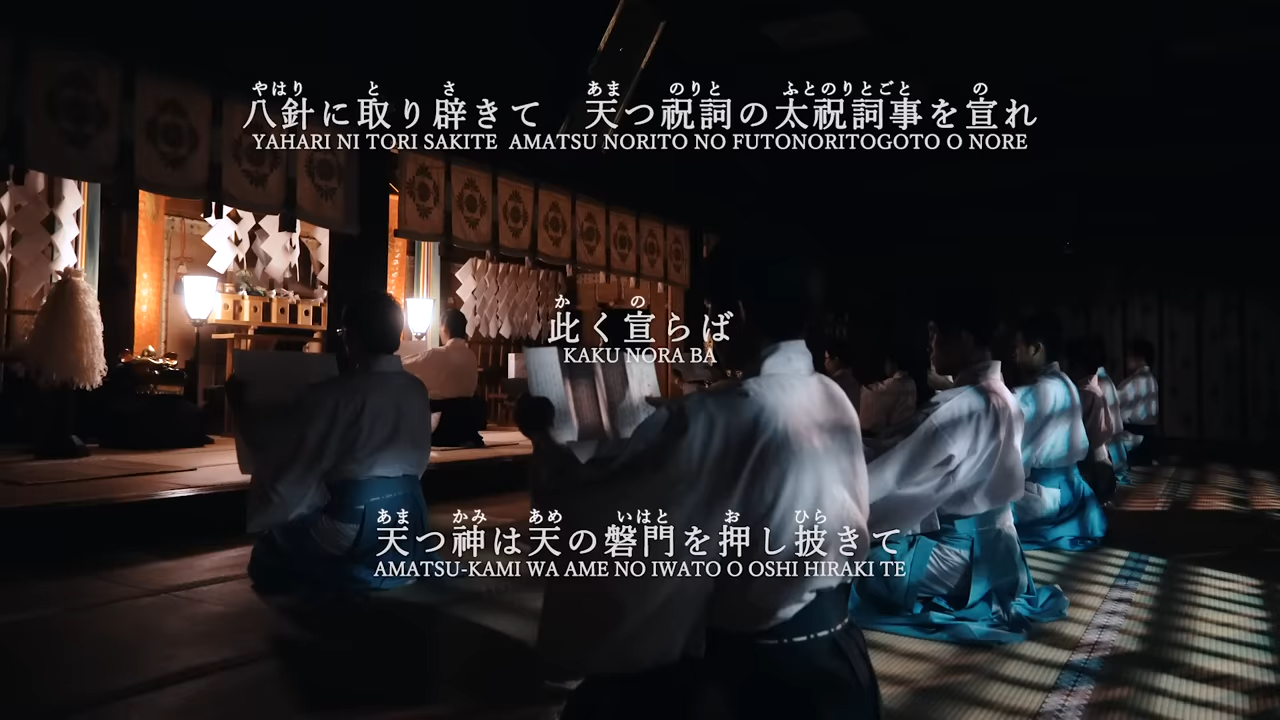 やはり と さ あま のりと ふとのりとごと の
八針に取り辟きて 天つ祝詞の太祝詞事を宣れ
YAHARI NI TORI SAKITE AMATSU NORITO NO FUTONORITOGOTO O NORE
か の
此く宣らば
KAKU NORA BA
あま かみ あめ いはと お ひら
天つ神は天の磐門を押し披きて
AMATSU-KAMI WA AME NO IWATO O OSHI HIRAKI TE